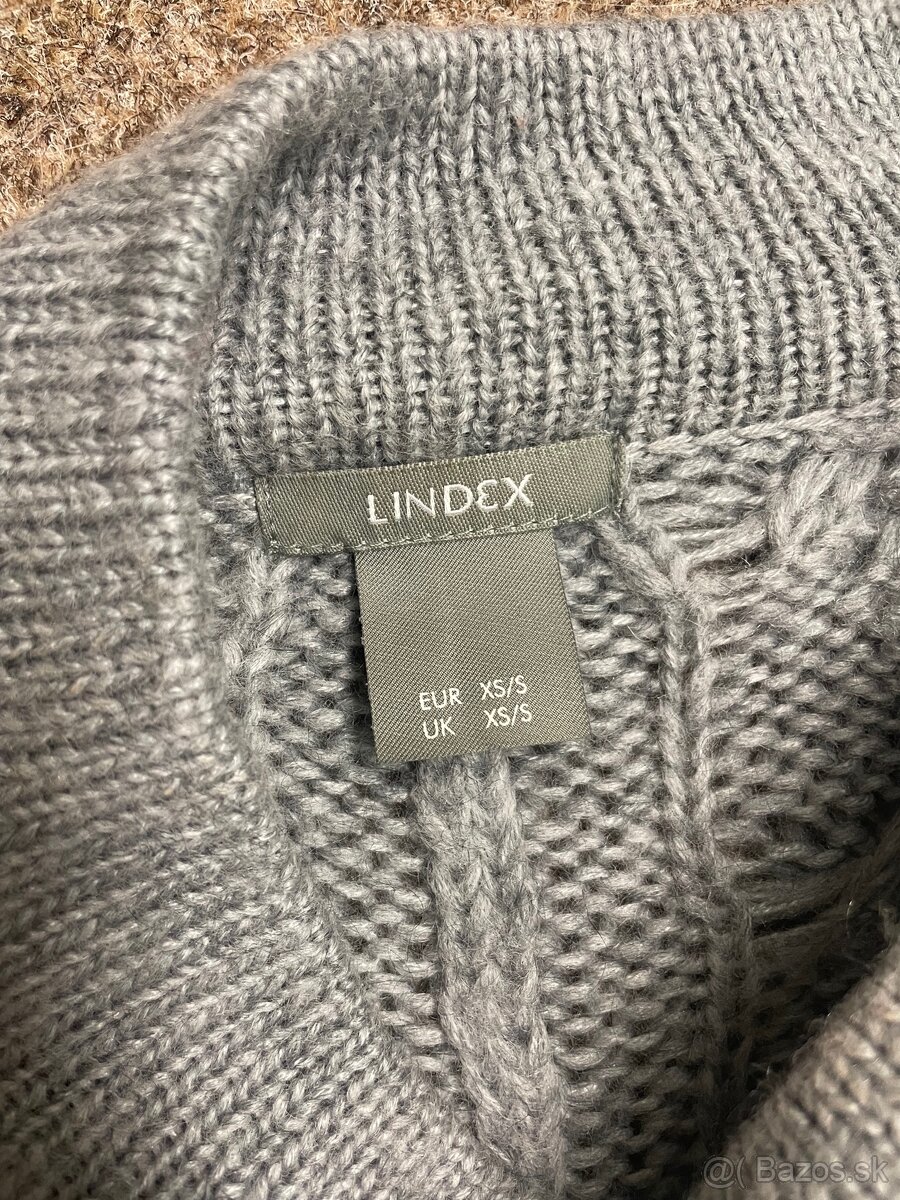 LINDEX
EUR XS/S
UK XS/S
@( Bazos.sk